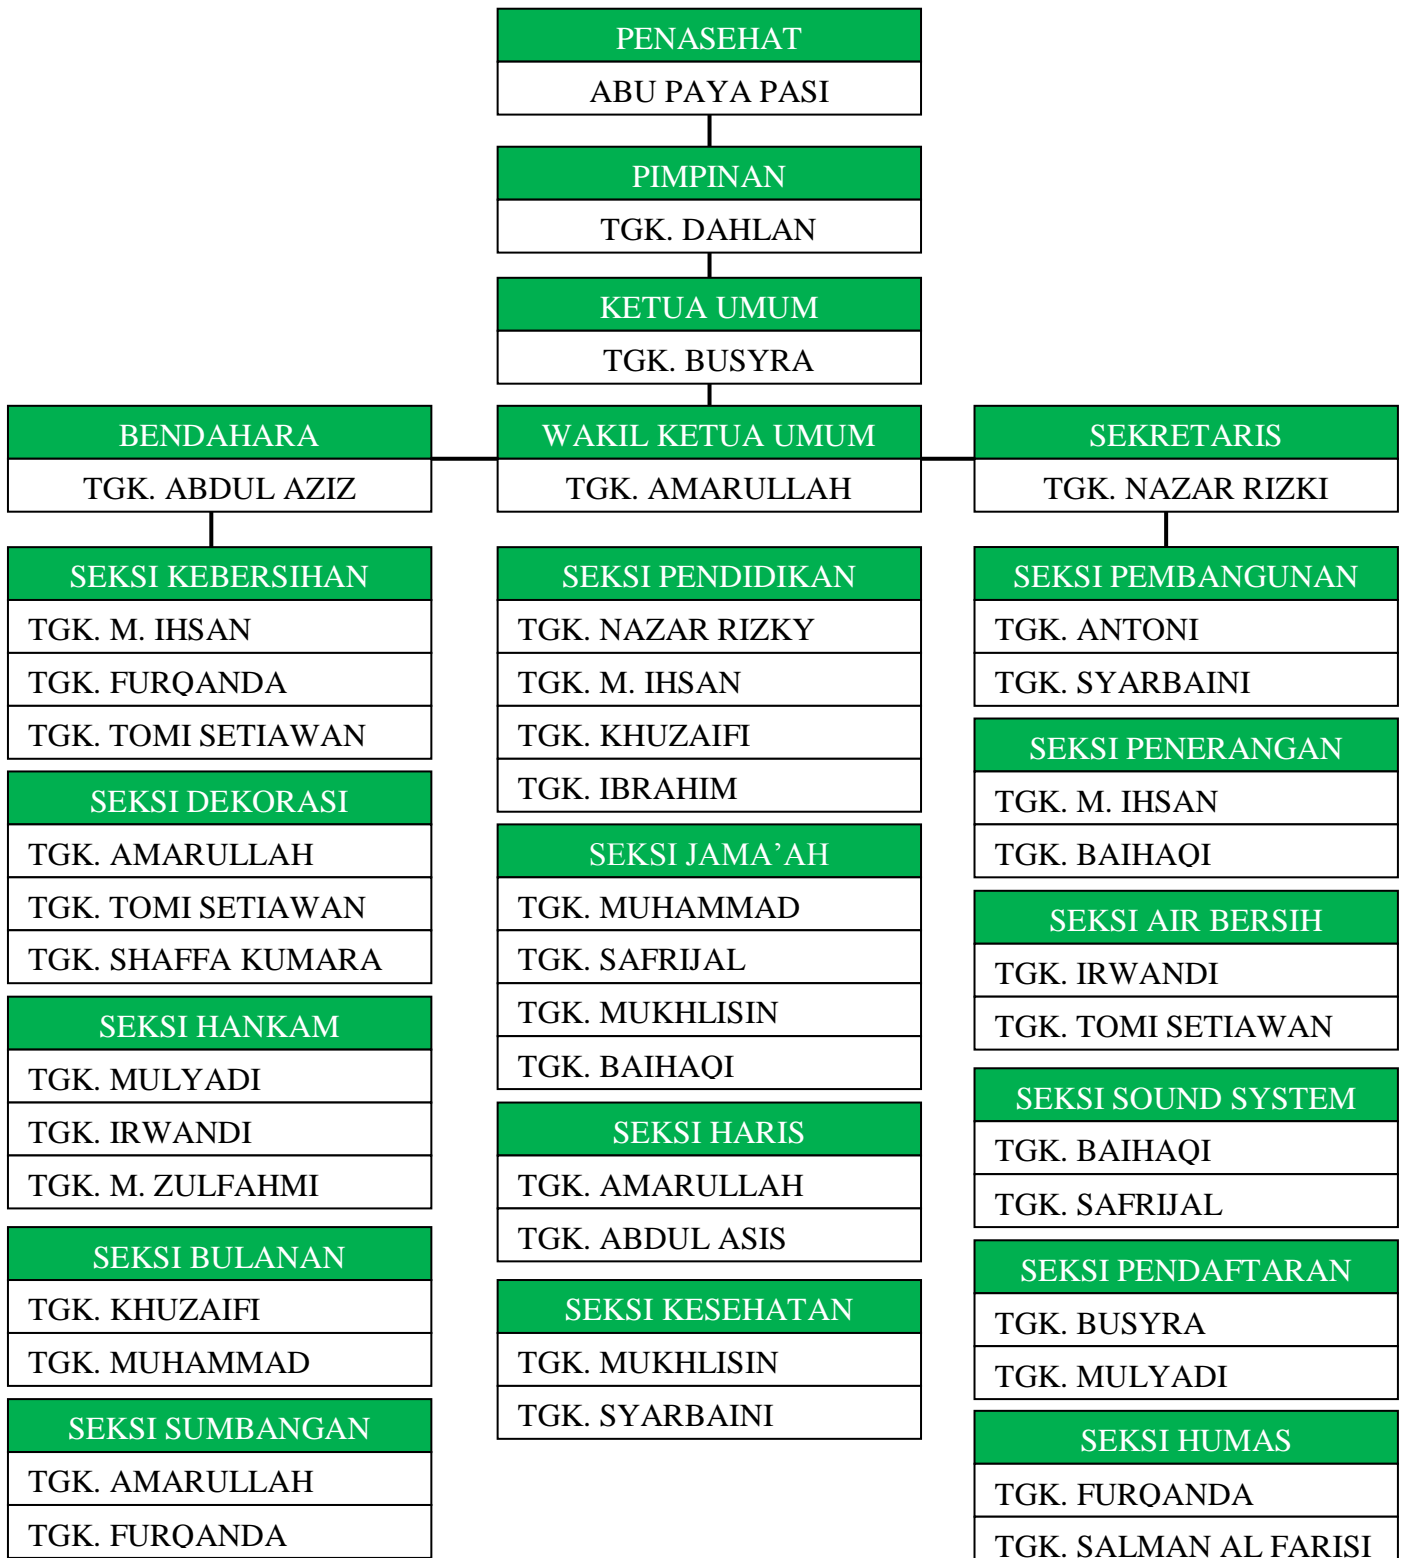 PENASEHAT
ABU PAYA PASI
PIMPINAN
TGK. DAHLAN
KETUA UMUM
TGK. BUSYRA
BENDAHARA
TGK. ABDUL AZIZ
WAKIL KETUA UMUM
TGK. AMARULLAH
SEKRETARIS
TGK. NAZAR RIZKI
SEKSI KEBERSIHAN
TGK. M. IHSAN
TGK. FURQANDA
TGK. TOMI SETIAWAN
SEKSI DEKORASI
TGK. AMARULLAH
TGK. TOMI SETIAWAN
TGK. SHAFFA KUMARA
SEKSI HANKAM
TGK. MULYADI
TGK. IRWANDI
TGK. M. ZULFAHMI
SEKSI BULANAN
TGK. KHUZAIFI
TGK. MUHAMMAD
SEKSI SUMBANGAN
TGK. AMARULLAH
TGK. FURQANDA
SEKSI PENDIDIKAN
TGK. NAZAR RIZKY
TGK. M. IHSAN
TGK. KHUZAIFI
TGK. IBRAHIM
SEKSI JAMA’AH
TGK. MUHAMMAD
TGK. SAFRIJAL
TGK. MUKHLISIN
TGK. BAIHAQI
SEKSI HARIS
TGK. AMARULLAH
TGK. ABDUL ASIS
SEKSI KESEHATAN
TGK. MUKHLISIN
TGK. SYARBAINI
SEKSI PEMBANGUNAN
TGK. ANTONI
TGK. SYARBAINI
SEKSI PENERANGAN
TGK. M. IHSAN
TGK. BAIHAQI
SEKSI AIR BERSIH
TGK. IRWANDI
TGK. TOMI SETIAWAN
SEKSI SOUND SYSTEM
TGK. BAIHAQI
TGK. SAFRIJAL
SEKSI PENDAFTARAN
TGK. BUSYRA
TGK. MULYADI
SEKSI HUMAS
TGK. FURQANDA
TGK. SALMAN AL FARISI